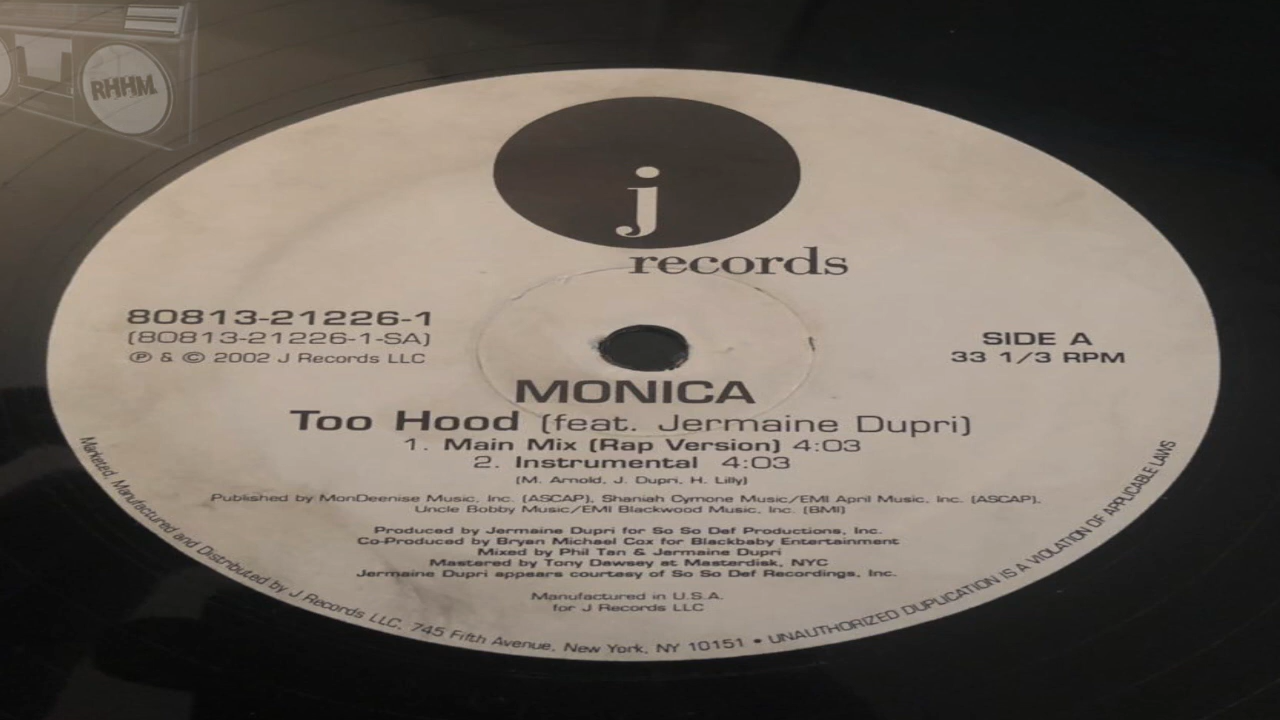 RHHM
j
records
80813-21226-1
(80813-21226-1-SA)
℗ & © 2002 J Records LLC
SIDE A
33 1/3 RPM
MONICA
Too Hood (feat. Jermaine Dupri)
1. Main Mix (Rap Version) 4:03
2. Instrumental 4:03
(M. Arnold, J. Dupri, H. Lilly)
Published by MonDeenise Music, Inc. (ASCAP), Shaniah Cymone Music/EMI April Music, Inc. (ASCAP),
Uncle Bobby Music/EMI Blackwood Music, Inc. (BMI)
Produced by Jermaine Dupri for So So Def Productions, Inc.
Co-Produced by Bryan Michael Cox for Blackbaby Entertainment
Mixed by Phil Tan & Jermaine Dupri
Mastered by Tony Dawsey at Masterdisk, NYC
Jermaine Dupri appears courtesy of So So Def Recordings, Inc.
Manufactured in U.S.A.
for J Records LLC
Marketed, Manufactured and Distributed by J Records LLC, 745 Fifth Avenue, New York, NY 10151 • UNAUTHORIZED DUPLICATION IS A VIOLATION OF APPLICABLE LAWS